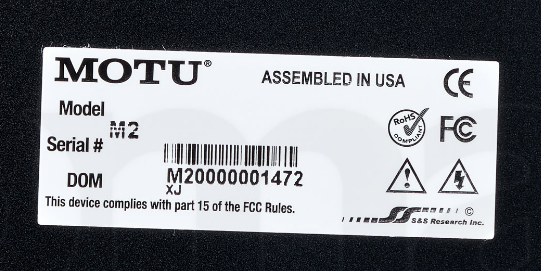 MOTU®
ASSEMBLED IN USA
CE
Model M2
RoHS COMPLIANT
FC
Serial #
M20000001472
DOM XJ
This device complies with part 15 of the FCC Rules.
©
S&S Research Inc.